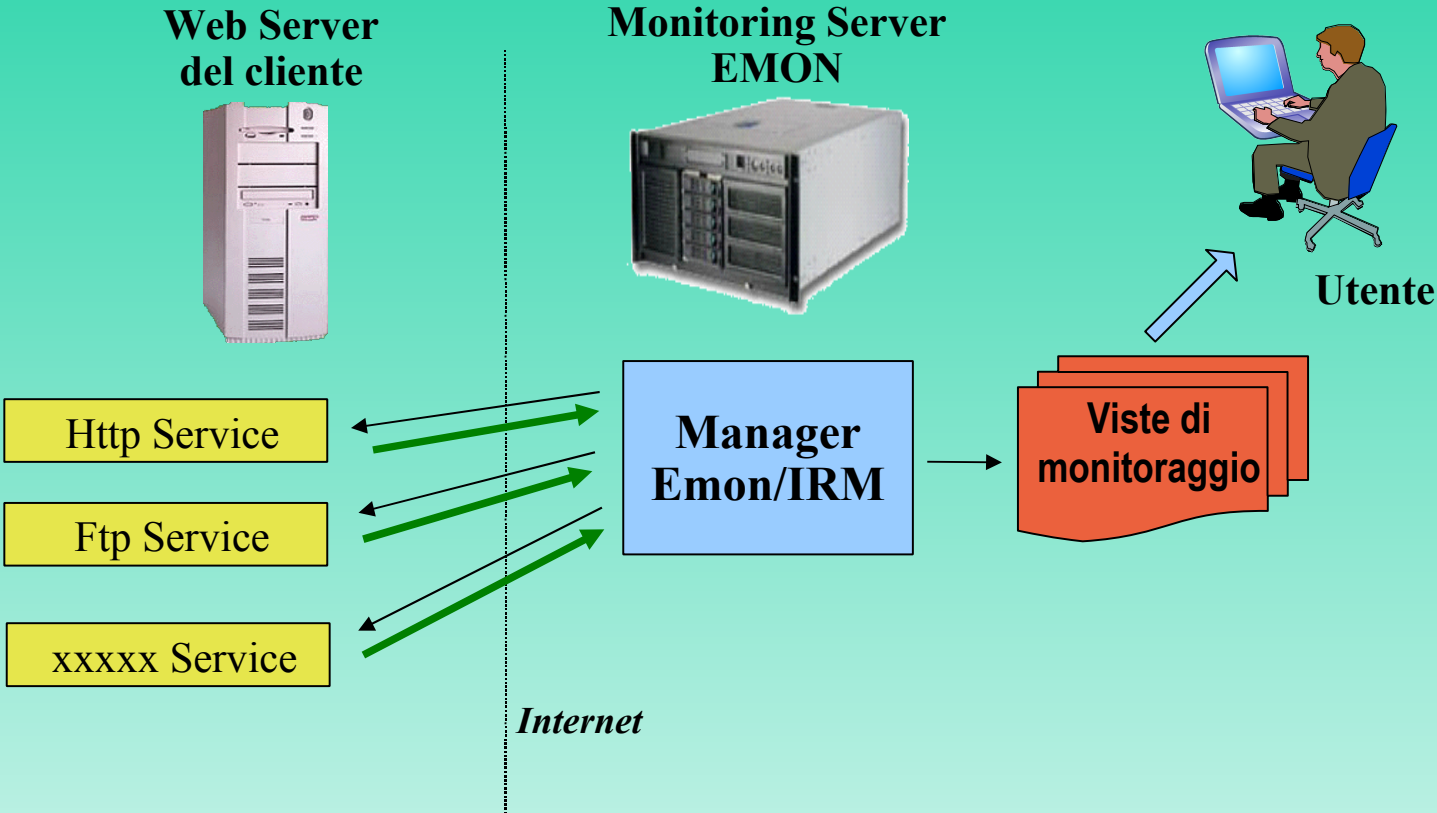 Web Server
del cliente
Monitoring Server
EMON
Utente
Http Service
Ftp Service
xxxxx Service
Manager
Emon/IRM
Viste di
monitoraggio
Internet